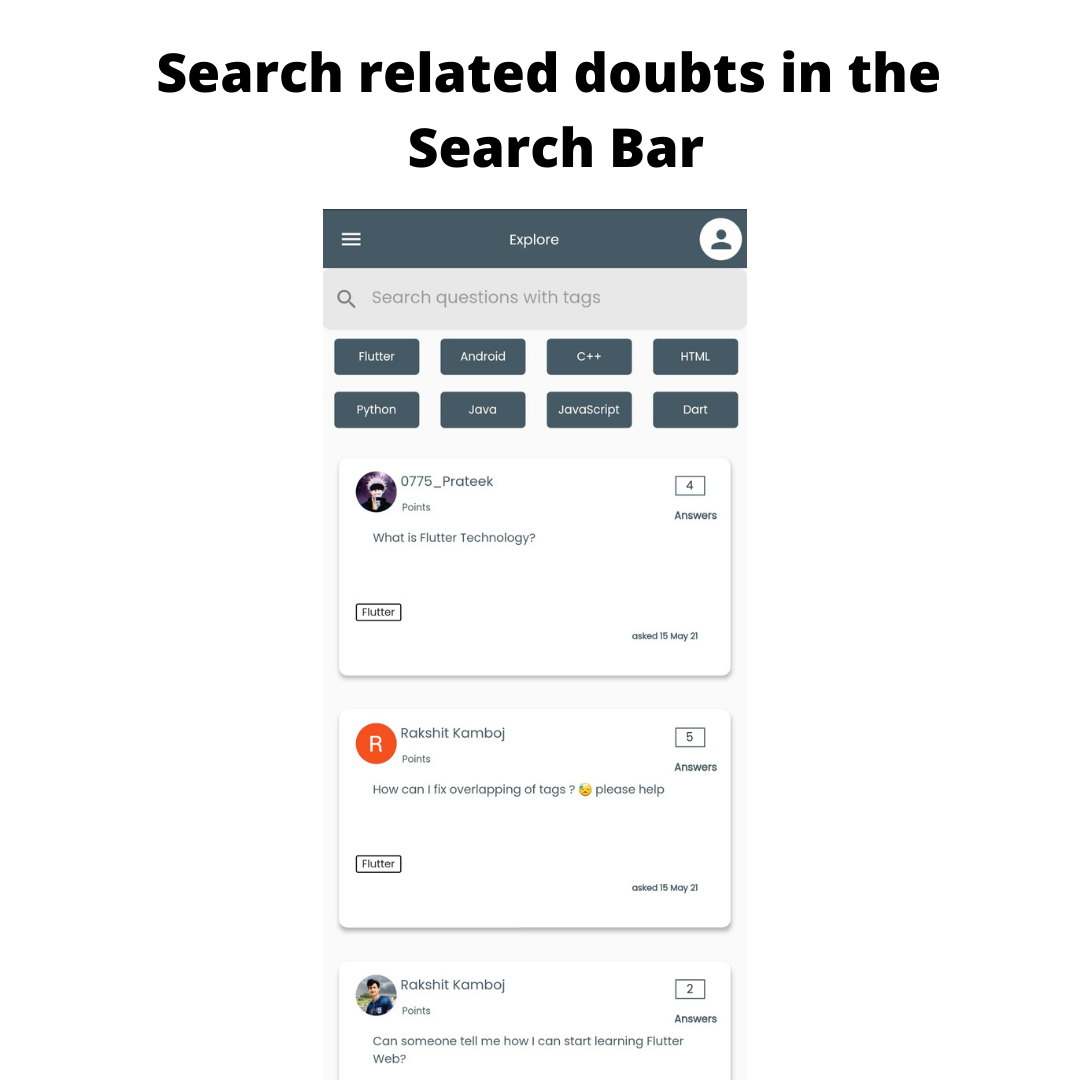 Search related doubts in the
Search Bar
Explore
Search questions with tags
Flutter Android C++ HTML
Python Java JavaScript Dart
0775_Prateek
4
Points
Answers
What is Flutter Technology?
Flutter
asked 15 May 21
R
Rakshit Kamboj
5
Points
Answers
How can I fix overlapping of tags ? 😓 please help
Flutter
asked 15 May 21
Rakshit Kamboj
2
Points
Answers
Can someone tell me how I can start learning Flutter
Web?